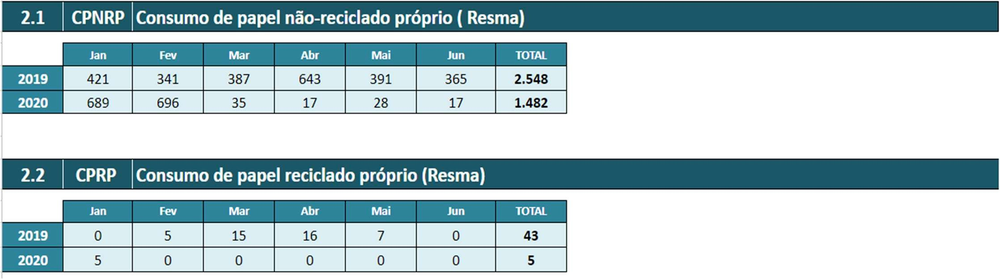 2.1 CPNRP Consumo de papel não-reciclado próprio ( Resma)
Jan Fev Mar Abr Mai Jun TOTAL
2019 421 341 387 643 391 365 2.548
2020 689 696 35 17 28 17 1.482
2.2 CPRP Consumo de papel reciclado próprio (Resma)
Jan Fev Mar Abr Mai Jun TOTAL
2019 0 5 15 16 7 0 43
2020 5 0 0 0 0 0 5